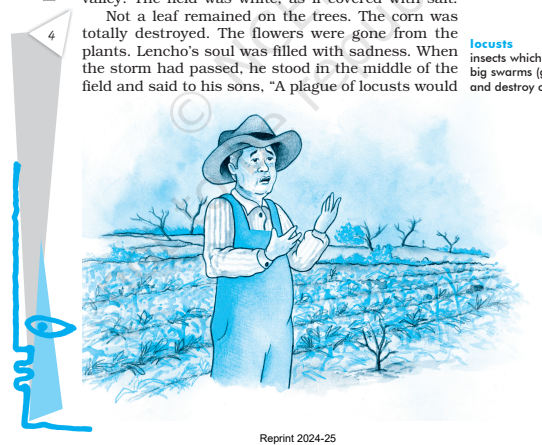 valley. The field was white, as if covered with salt.
Not a leaf remained on the trees. The corn was
totally destroyed. The flowers were gone from the
plants. Lencho’s soul was filled with sadness. When
the storm had passed, he stood in the middle of the
field and said to his sons, “A plague of locusts would
4
locusts
insects which
big swarms (
and destroy
Reprint 2024-25